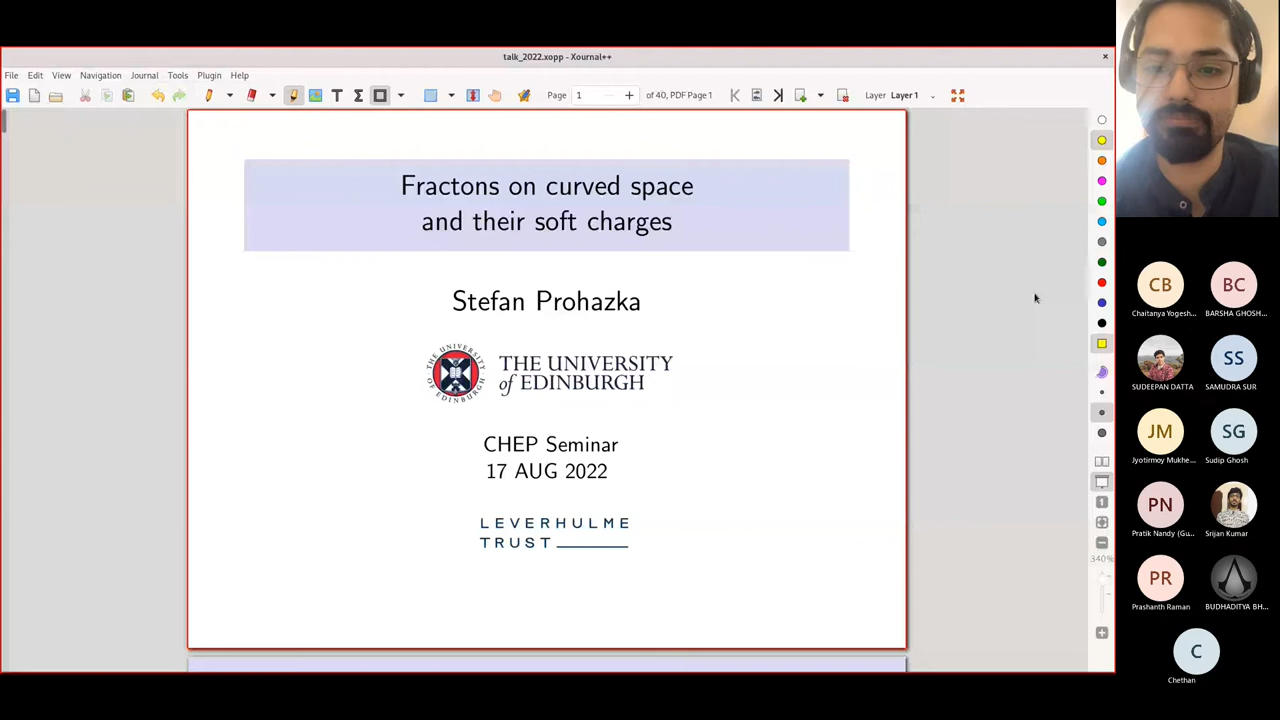 talk_2022.xopp - Xournal++
File Edit View Navigation Journal Tools Plugin Help
Page 1 of 40, PDF Page 1 Layer Layer 1
Fractons on curved space
and their soft charges
Stefan Prohazka
THE UNIVERSITY
of EDINBURGH
CHEP Seminar
17 AUG 2022
LEVERHULME
TRUST
340%
CB BC
Chaitanya Yogesh... BARSHA GHOSH...
SS
SUDEEPAN DATTA SAMUDRA SUR
JM SG
Jyotirmoy Mukhe... Sudip Ghosh
PN
Pratik Nandy (Gu... Srijan Kumar
PR
Prashanth Raman BUDHADITYA BH...
C
Chethan